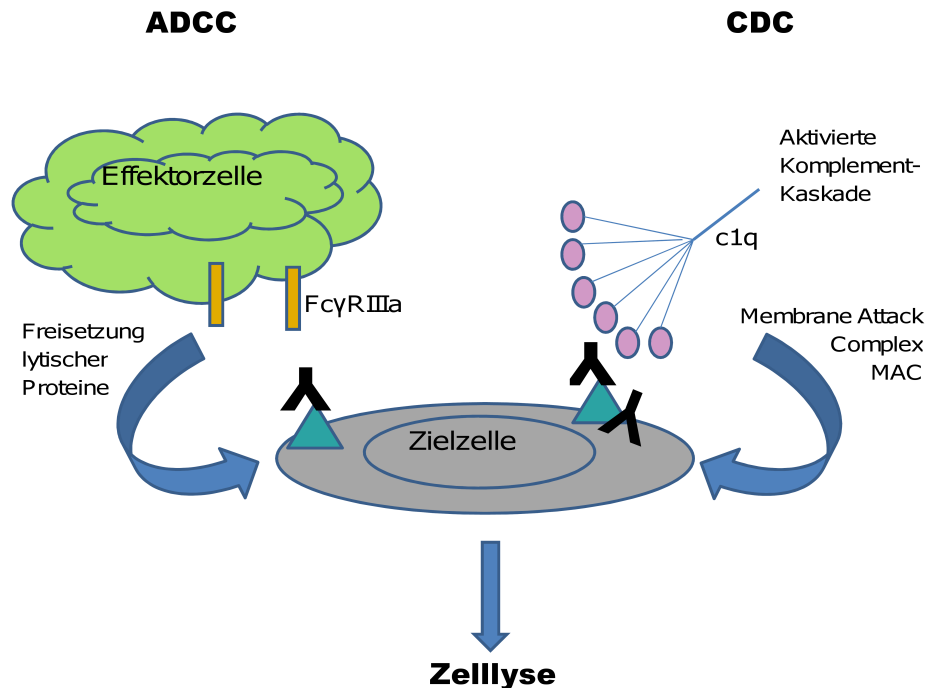 ADCC
CDC
Effektorzelle
Aktivierte
Komplement-
Kaskade
c1q
FcγRIIIa
Freisetzung
lytischer
Proteine
Membrane Attack
Complex
MAC
Zielzelle
Zelllyse